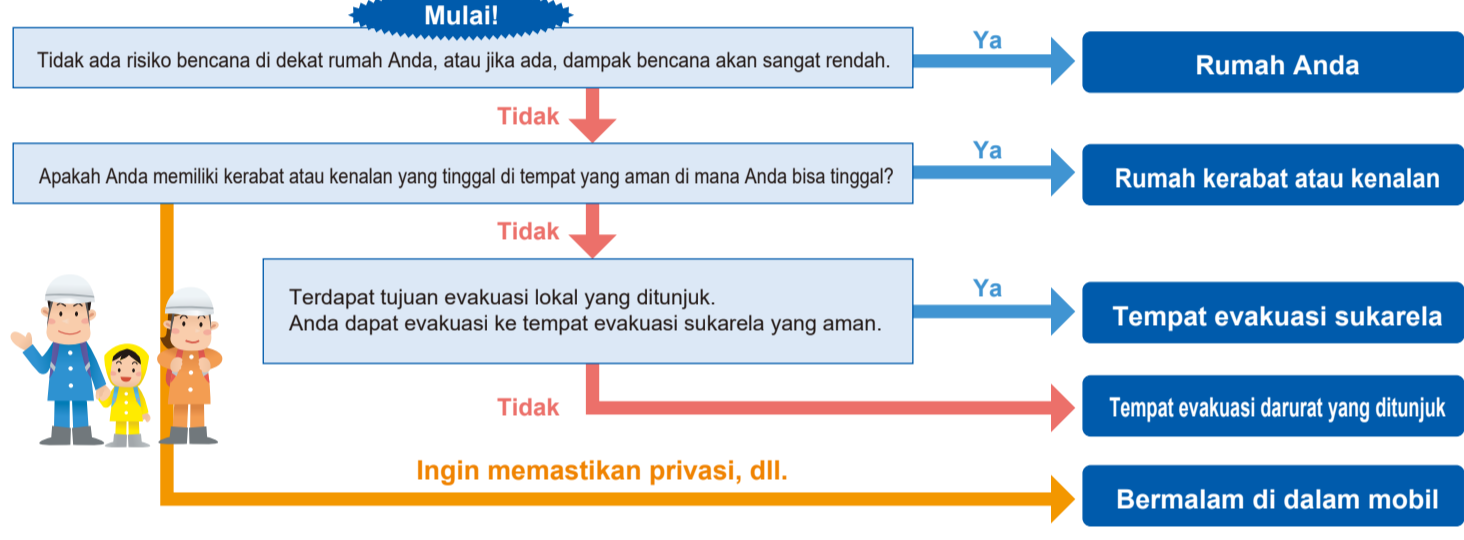 Mulai!
Tidak ada risiko bencana di dekat rumah Anda, atau jika ada, dampak bencana akan sangat rendah.
Ya
Rumah Anda
Tidak
Apakah Anda memiliki kerabat atau kenalan yang tinggal di tempat yang aman di mana Anda bisa tinggal?
Ya
Rumah kerabat atau kenalan
Tidak
Terdapat tujuan evakuasi lokal yang ditunjuk.
Anda dapat evakuasi ke tempat evakuasi sukarela yang aman.
Ya
Tempat evakuasi sukarela
Tidak
Tempat evakuasi darurat yang ditunjuk
Ingin memastikan privasi, dll.
Bermalam di dalam mobil